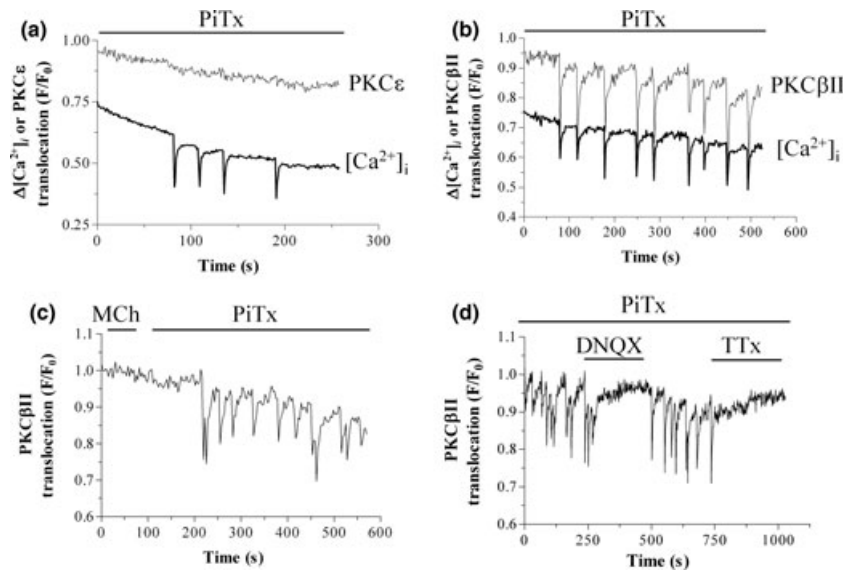 (a)
PiTx
1.00
0.75
0.50
0.25
0
100
200
300
Δ[Ca²⁺]ᵢ or PKCε
translocation (F/F₀)
PKCε
[Ca²⁺]ᵢ
Time (s)
(b)
PiTx
1.0
0.9
0.8
0.7
0.6
0.5
0.4
0 100 200 300 400 500 600
Δ[Ca²⁺]ᵢ or PKCβII
translocation (F/F₀)
PKCβII
[Ca²⁺]ᵢ
Time (s)
(c)
MCh
PiTx
1.1
1.0
0.9
0.8
0.7
0.6
0 100 200 300 400 500 600
PKCβII
translocation (F/F₀)
Time (s)
(d)
PiTx
DNQX
TTx
1.1
1.0
0.9
0.8
0.7
0.6
0 250 500 750 1000
PKCβII
translocation (F/F₀)
Time (s)